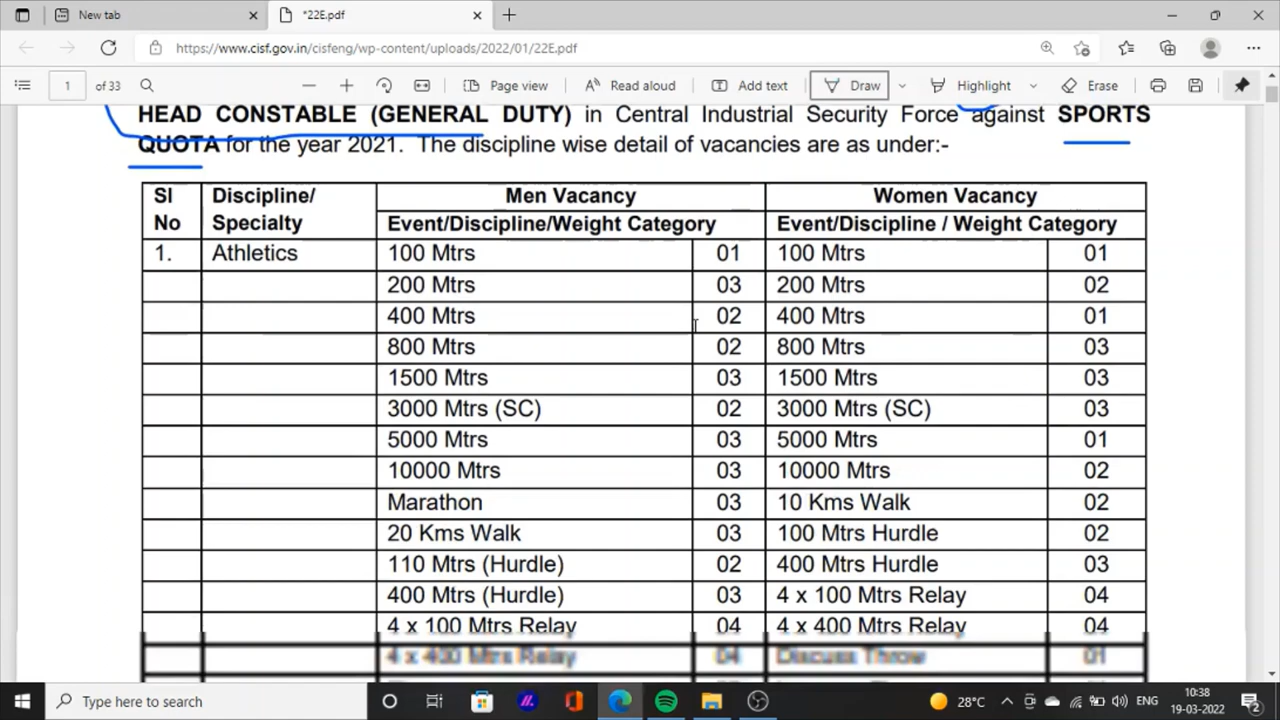 New tab
*22E.pdf
https://www.cisf.gov.in/cisfeng/wp-content/uploads/2022/01/22E.pdf
1 of 33 Page view Read aloud Add text Draw Highlight Erase
HEAD CONSTABLE (GENERAL DUTY) in Central Industrial Security Force against SPORTS
QUOTA for the year 2021. The discipline wise detail of vacancies are as under:-
Sl No Discipline/ Specialty Men Vacancy Women Vacancy
Event/Discipline/Weight Category Event/Discipline / Weight Category
1. Athletics 100 Mtrs 01 100 Mtrs 01
200 Mtrs 03 200 Mtrs 02
400 Mtrs 02 400 Mtrs 01
800 Mtrs 02 800 Mtrs 03
1500 Mtrs 03 1500 Mtrs 03
3000 Mtrs (SC) 02 3000 Mtrs (SC) 03
5000 Mtrs 03 5000 Mtrs 01
10000 Mtrs 03 10000 Mtrs 02
Marathon 03 10 Kms Walk 02
20 Kms Walk 03 100 Mtrs Hurdle 02
110 Mtrs (Hurdle) 02 400 Mtrs Hurdle 03
400 Mtrs (Hurdle) 03 4 x 100 Mtrs Relay 04
4 x 100 Mtrs Relay 04 4 x 400 Mtrs Relay 04
4 x 400 Mtrs Relay 04 Discuss Throw 01
Type here to search 28°C ENG 10:38
19-03-2022 2